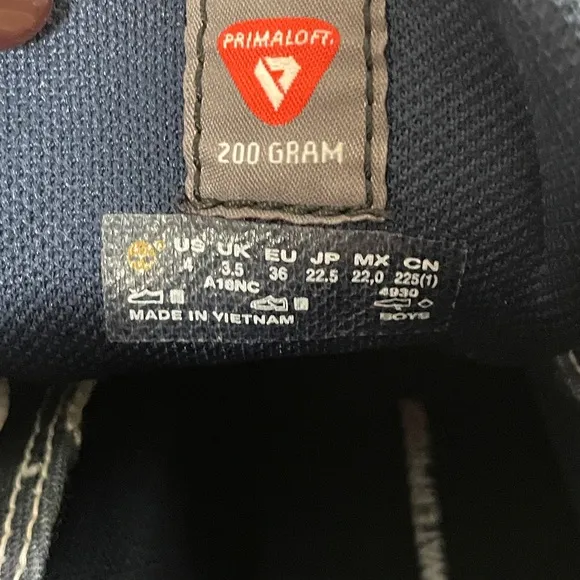 PRIMALOFT.
200 GRAM
US UK EU JP MX CN
4 3.5 36 22.5 22,0 225(1)
A18NC 4930
MADE IN VIETNAM BOYS